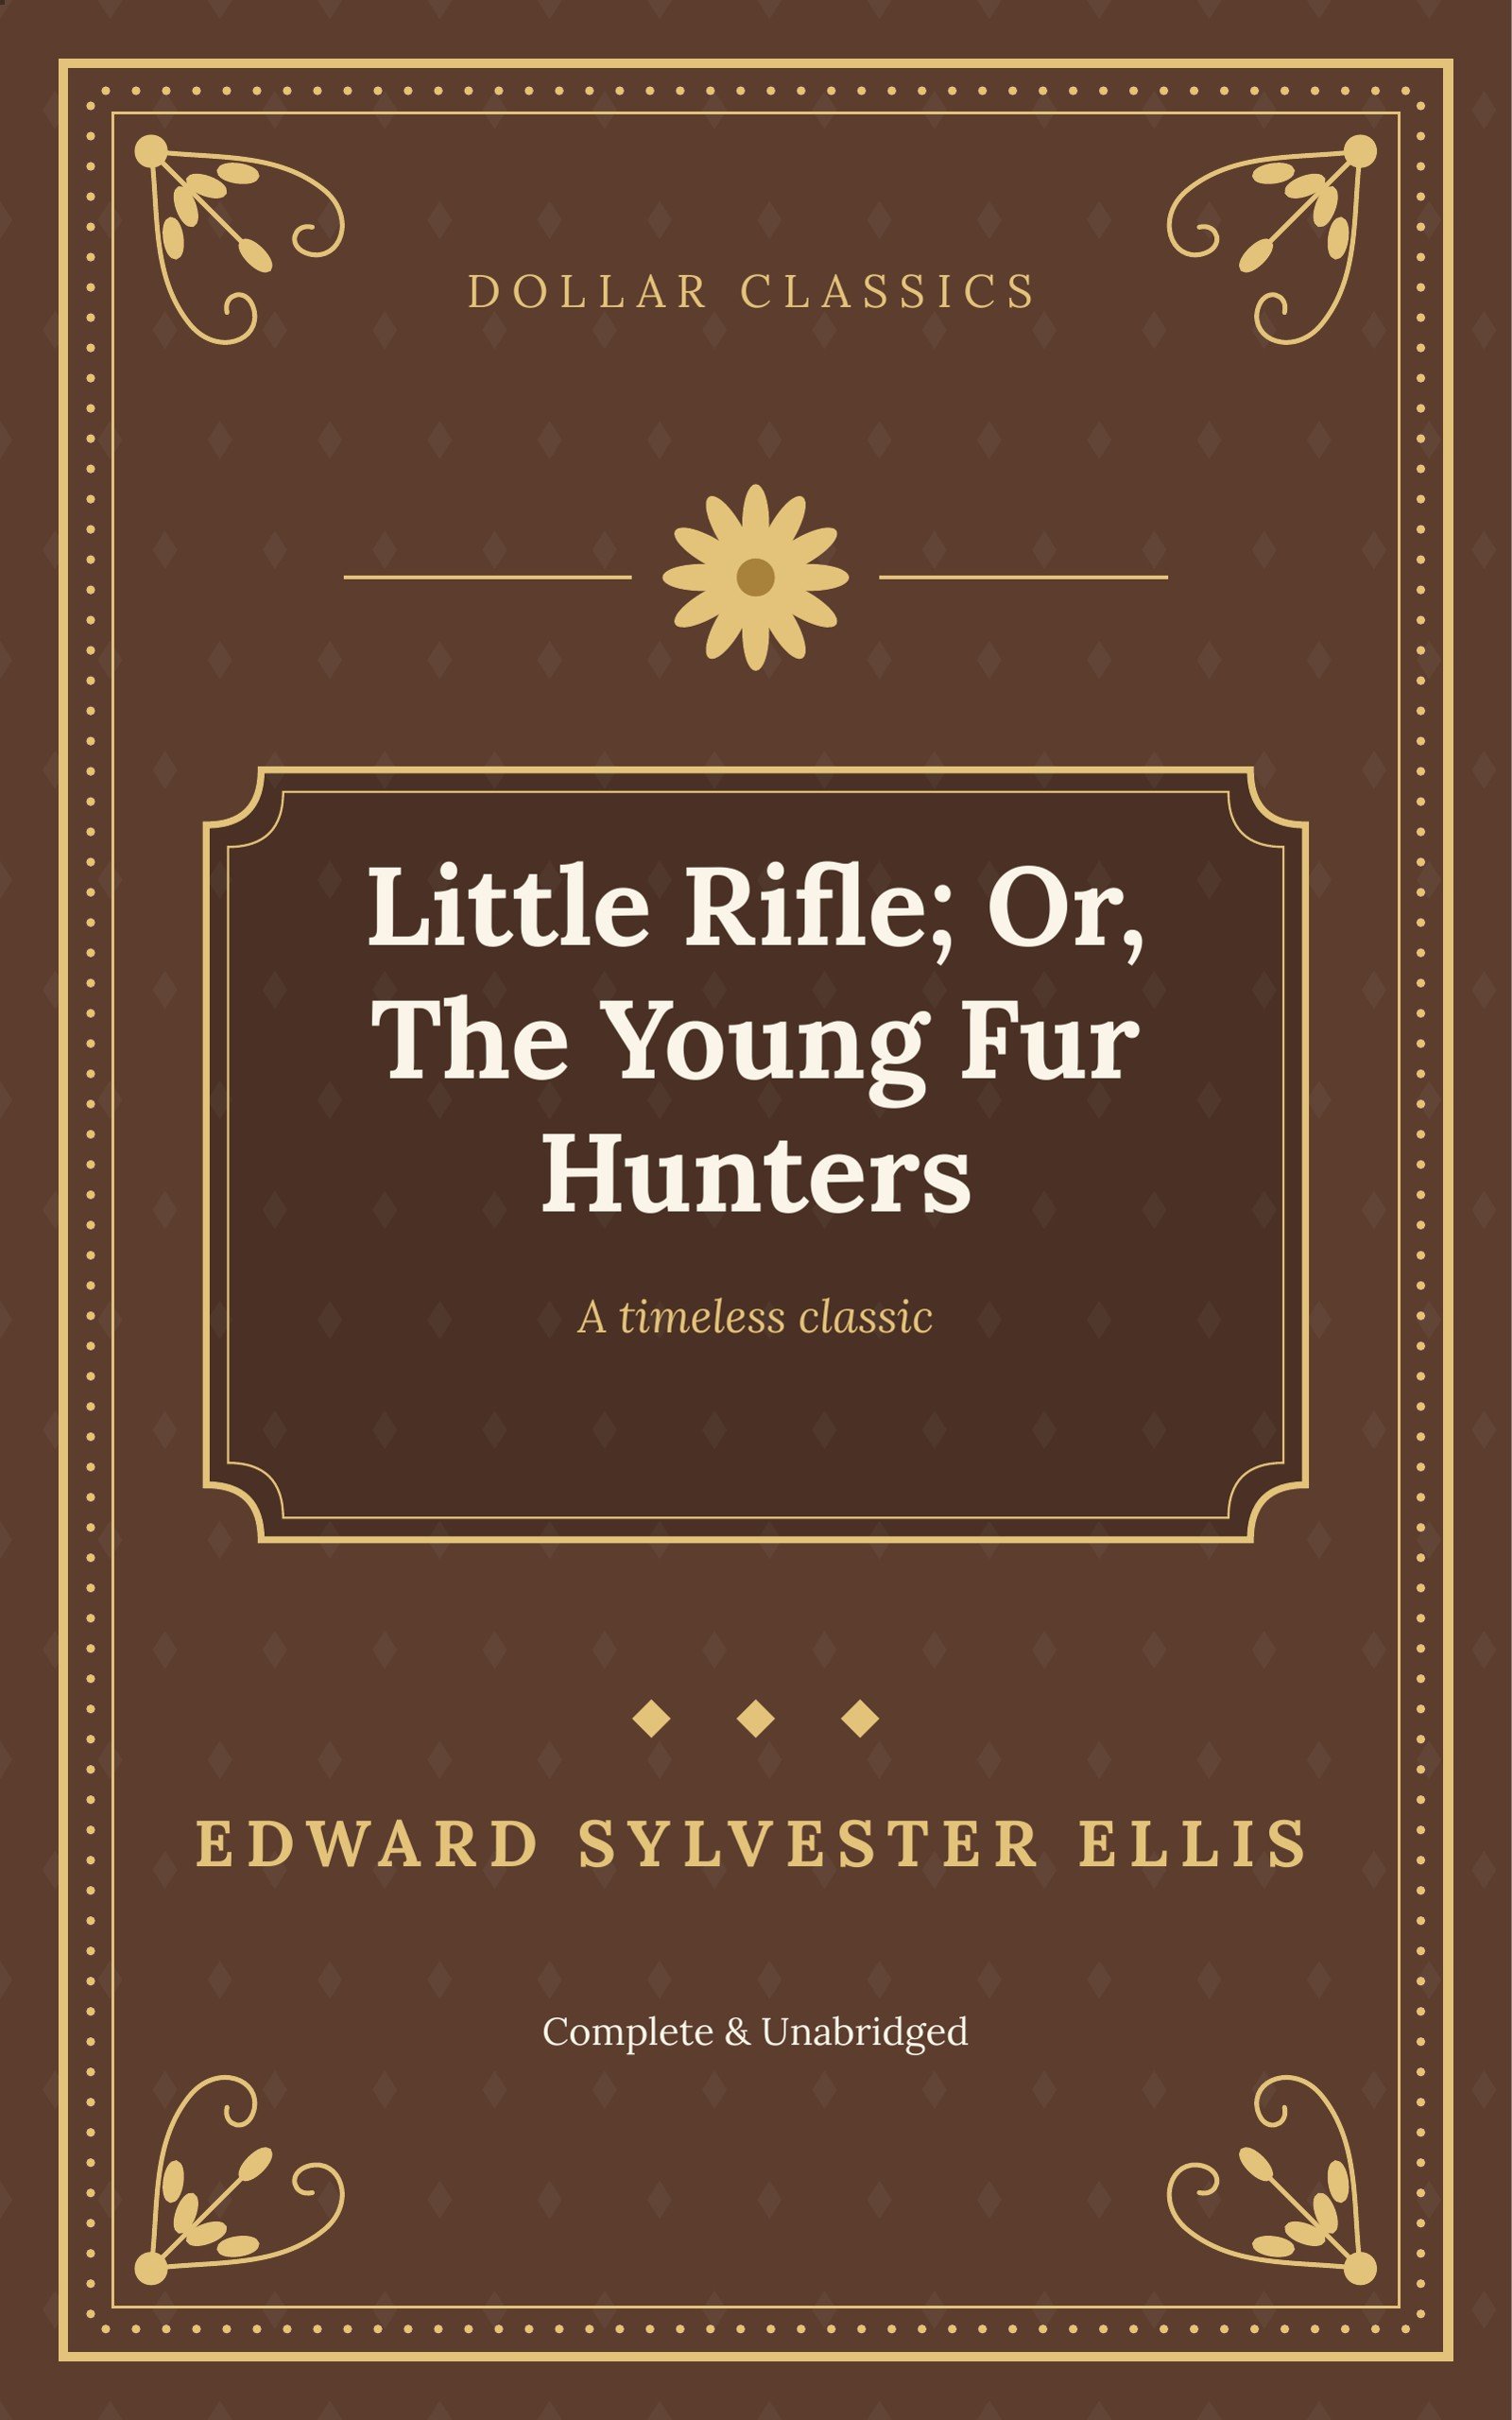 DOLLAR CLASSICS
Little Rifle; Or,
The Young Fur
Hunters
A timeless classic
EDWARD SYLVESTER ELLIS
Complete & Unabridged